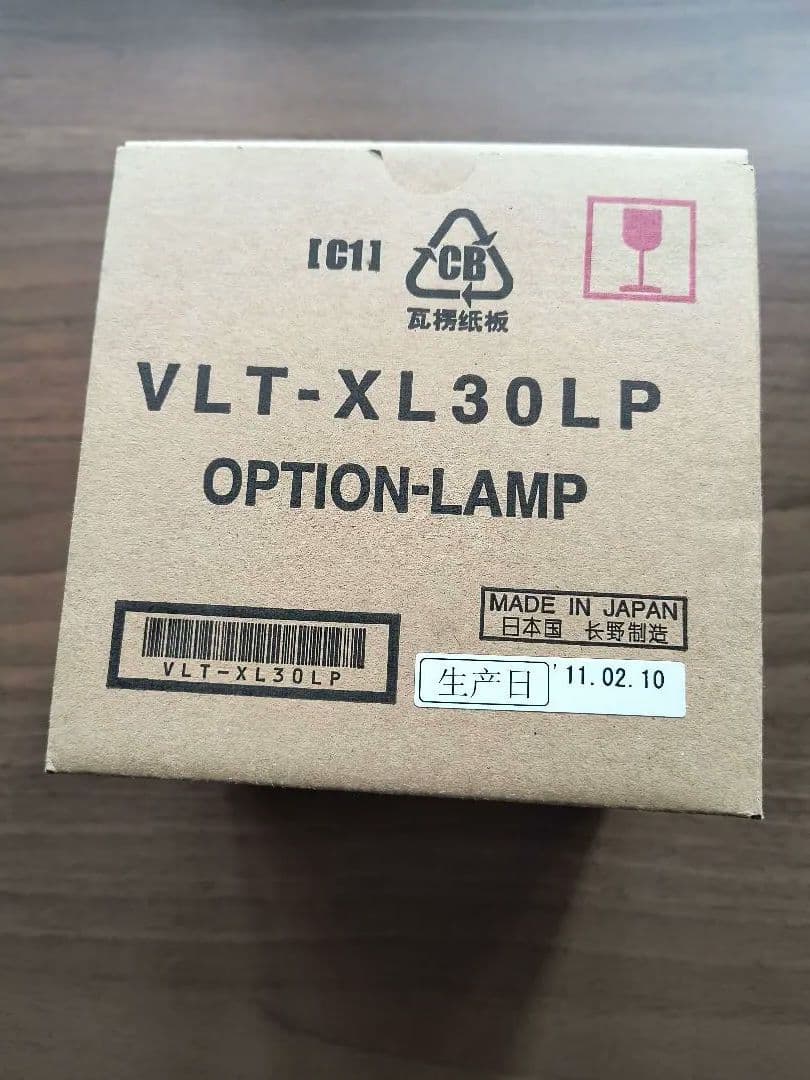 [C1]
CB
瓦楞纸板
VLT-XL30LP
OPTION-LAMP
MADE IN JAPAN
日本国 长野制造
VLT-XL30LP
生产日 '11.02.10